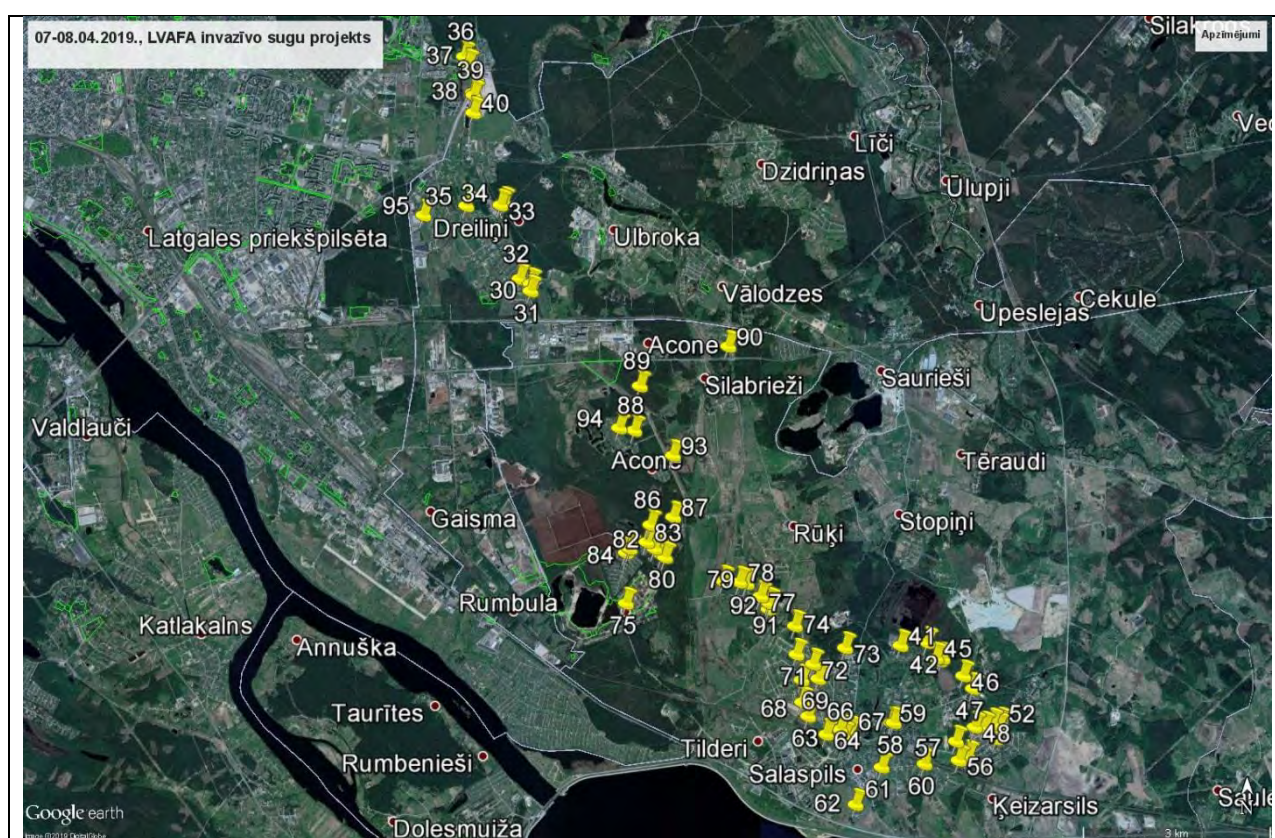 07-08.04.2019., LVAFA invazīvo sugu projekts
Apzīmējumi
36
37
39
38
40
Līči
Dzidriņas
Ūlupji
95
35
34
33
Dreiliņi
Ulbroka
Latgales priekšpilsēta
32
30
31
Vālodzes
Upeslejas
Cekule
90
Acone
89
Silabrieži
Saurieši
94
88
Valdlauči
93
Acone
Tēraudi
86
87
Gaisma
Stopiņi
Rūķi
82
83
84
80
79
78
92
77
Rumbula
91
75
74
Katlakalns
Annuška
73
41
42
45
71
72
46
69
68
66
59
47
52
Taurītes
67
63
64
48
Tilderi
58
57
56
Rumbenieši
Salaspils
61
60
62
Ķeizarsils
Google earth
Dolesmuiža
Image ©2019 DigitalGlobe
N
3 km